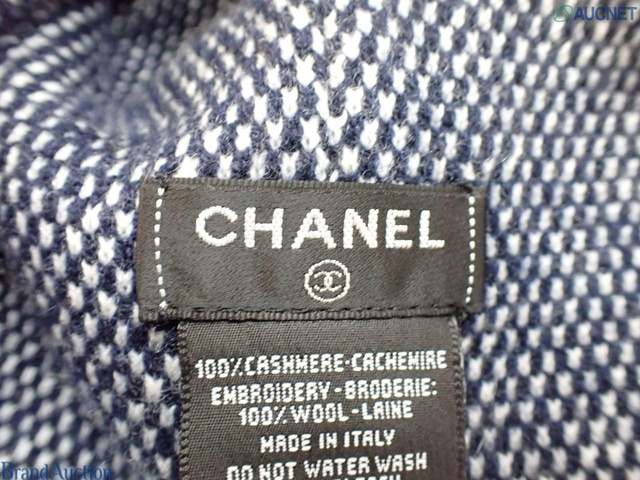 AUCNET
CHANEL
100% CASHMERE-CACHEMIRE
EMBROIDERY-BRODERIE:
100% WOOL-LAINE
MADE IN ITALY
DO NOT WATER WASH
Brand Auction